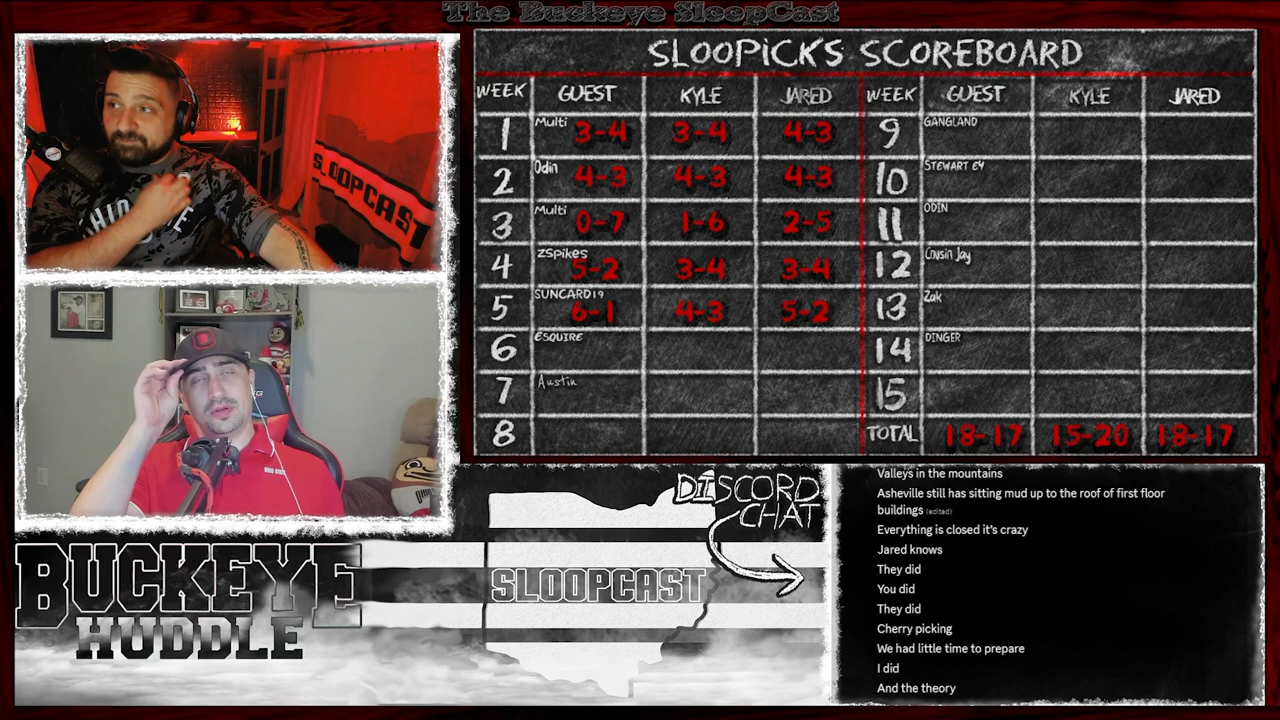 The Buckeye SloopCast
SLOOPiCKS SCOREBOARD
WEEK GUEST KYLE JARED WEEK GUEST KYLE JARED
1 Multi 3-4 3-4 4-3 9 GANGLAND
2 Odin 4-3 4-3 4-3 10 STEWART E4
3 Multi 0-7 1-6 2-5 11 ODIN
4 zSpikes 5-2 3-4 3-4 12 Cousin Jay
5 SUNCARD19 6-1 4-3 5-2 13 Zak
6 ESQUIRE 14 DINGER
7 Austin 15
8 TOTAL 18-17 15-20 18-17
DISCORD
CHAT
BUCKEYE
HUDDLE
SLOOPCAST
Valleys in the mountains
Asheville still has sitting mud up to the roof of first floor
buildings (edited)
Everything is closed it's crazy
Jared knows
They did
You did
They did
Cherry picking
We had little time to prepare
I did
And the theory